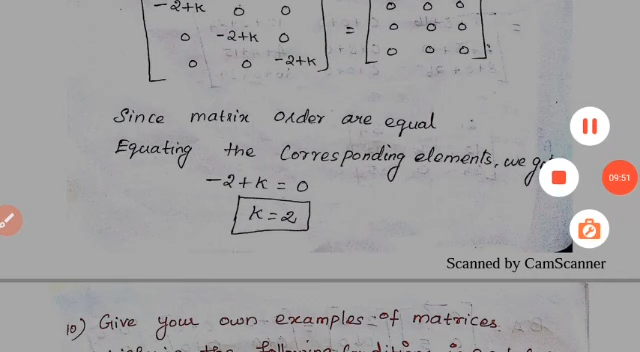 -2+k 0 0 0 0 0
0 -2+k 0 = 0 0 0
0 0 -2+k 0 0 0
Since matrix order are equal
Equating the corresponding elements, we
-2+k = 0
k=2
09:51
Scanned by CamScanner
10) Give your own examples of matrices
the following